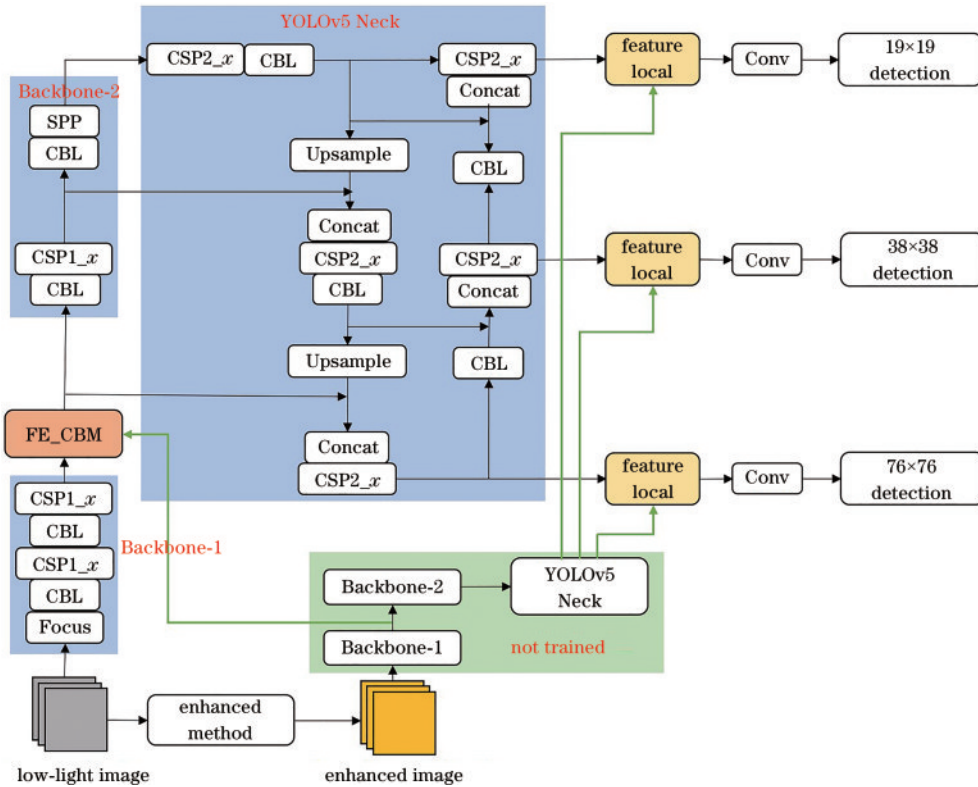 YOLOv5 Neck
CSP2_x
CBL
CSP2_x
Concat
feature
local
Conv
19×19
detection
Backbone-2
SPP
CBL
Upsample
CBL
CSP1_x
CBL
Concat
CSP2_x
CBL
CSP2_x
Concat
feature
local
Conv
38×38
detection
Upsample
CBL
FE_CBM
Concat
CSP2_x
feature
local
Conv
76×76
detection
CSP1_x
CBL
CSP1_x
CBL
Focus
Backbone-1
Backbone-2
YOLOv5
Neck
Backbone-1
not trained
enhanced
method
low-light image
enhanced image